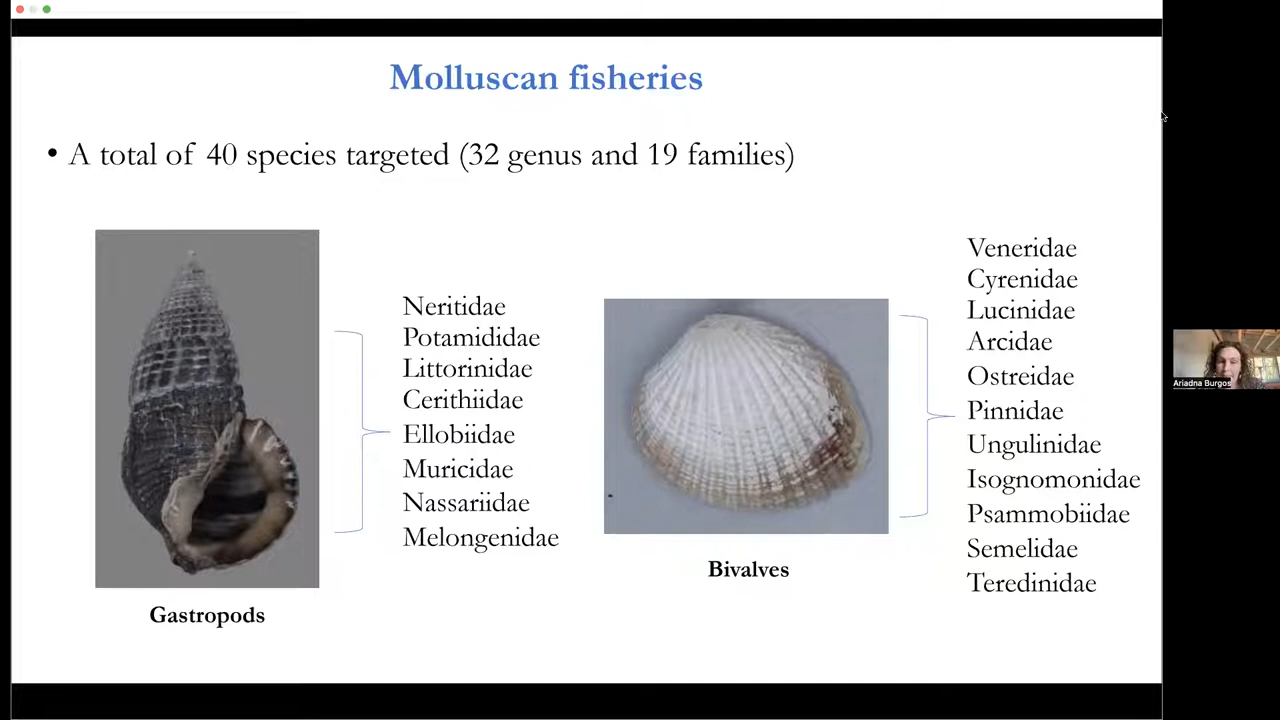 Molluscan fisheries
• A total of 40 species targeted (32 genus and 19 families)
Neritidae
Potamididae
Littorinidae
Cerithiidae
Ellobiidae
Muricidae
Nassariidae
Melongenidae
Gastropods
Veneridae
Cyrenidae
Lucinidae
Arcidae
Ostreidae
Pinnidae
Ungulinidae
Isognomonidae
Psammobiidae
Semelidae
Teredinidae
Bivalves
Ariadna Burgos